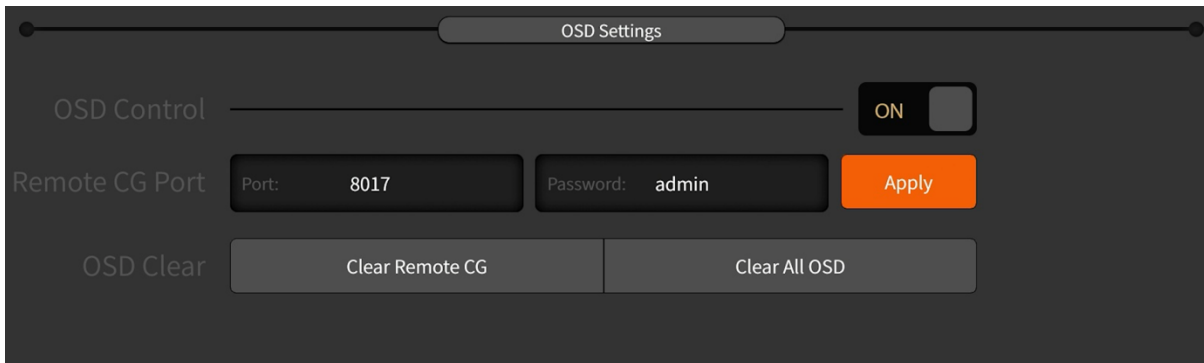 OSD Settings
OSD Control ON
Remote CG Port Port: 8017 Password: admin Apply
OSD Clear Clear Remote CG Clear All OSD